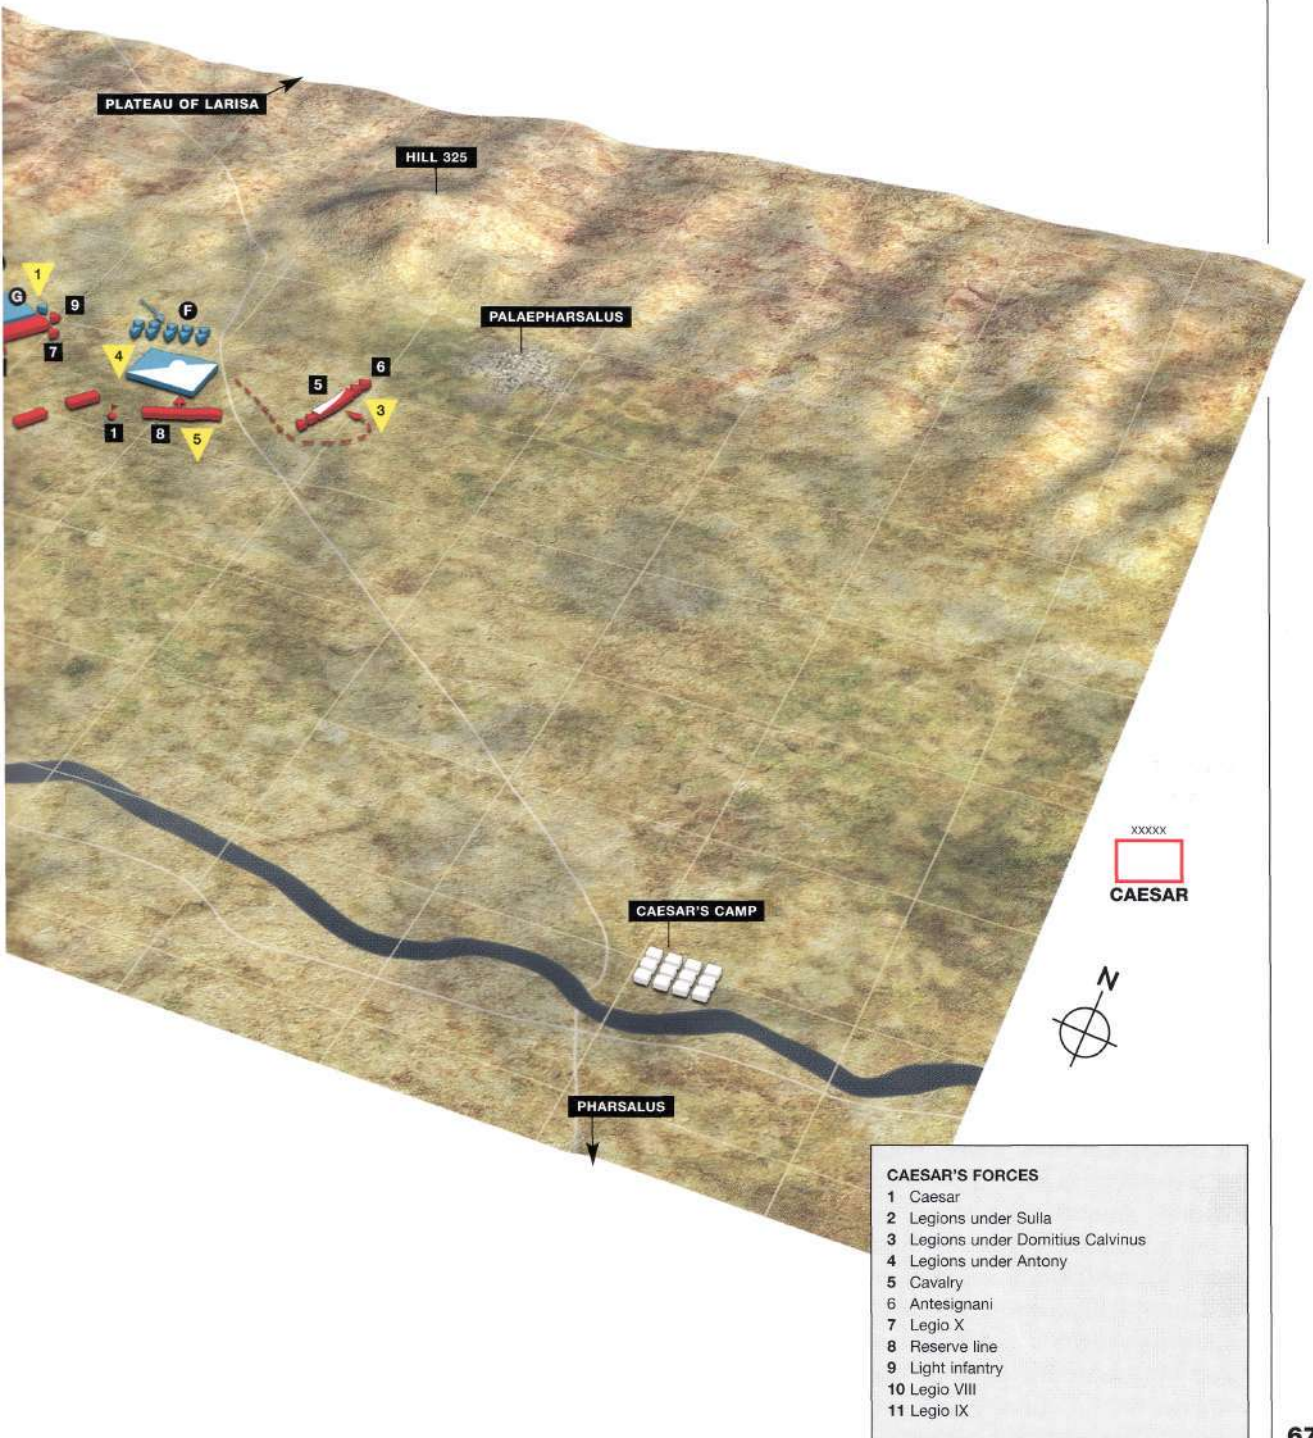 PLATEAU OF LARISA
HILL 325
1
G
9
F
7
PALAEPHARSALUS
4
6
5
3
1
8
5
XXXXX
CAESAR
CAESAR'S CAMP
N
PHARSALUS
CAESAR'S FORCES
1 Caesar
2 Legions under Sulla
3 Legions under Domitius Calvinus
4 Legions under Antony
5 Cavalry
6 Antesignani
7 Legio X
8 Reserve line
9 Light infantry
10 Legio VIII
11 Legio IX
67